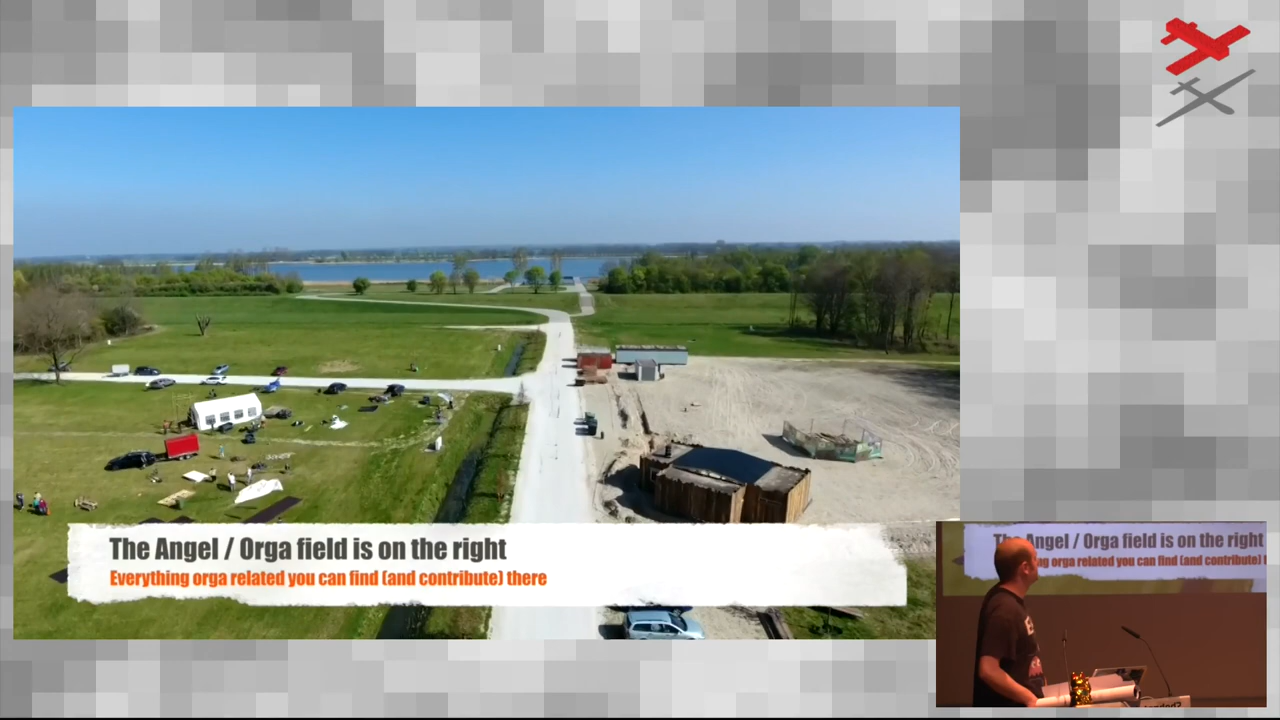 The Angel / Orga field is on the right
Everything orga related you can find (and contribute) there
The Angel / Orga field is on the right
orga related you can find (and contribute)